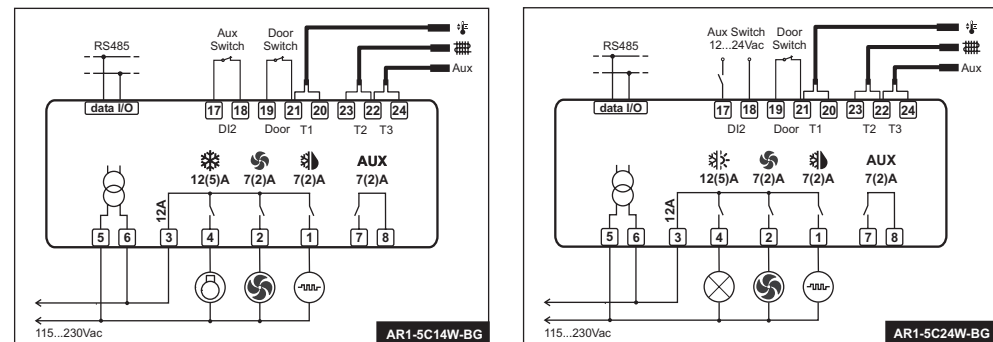 RS485
Aux Switch
Door Switch
Aux
data I/O
17 18 19 21 20 23 22 24
DI2 Door T1 T2 T3
12(5)A 7(2)A 7(2)A AUX 7(2)A
12A
5 6 3 4 2 1 7 8
115...230Vac
AR1-5C14W-BG
RS485
Aux Switch
12...24Vac
Door Switch
Aux
data I/O
17 18 19 21 20 23 22 24
DI2 Door T1 T2 T3
12(5)A 7(2)A 7(2)A AUX 7(2)A
12A
5 6 3 4 2 1 7 8
115...230Vac
AR1-5C24W-BG